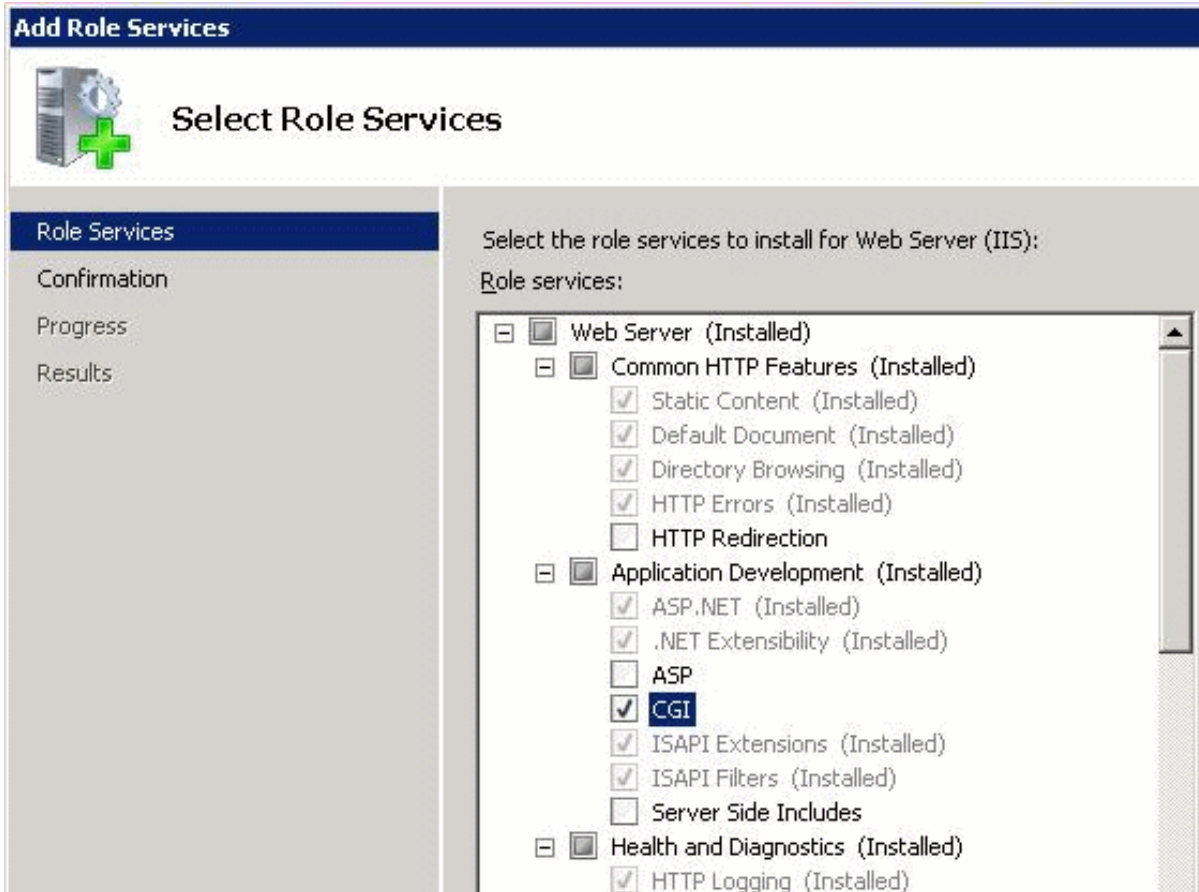 Add Role Services
Select Role Services
Role Services
Confirmation
Progress
Results
Select the role services to install for Web Server (IIS):
Role services:
Web Server (Installed)
Common HTTP Features (Installed)
Static Content (Installed)
Default Document (Installed)
Directory Browsing (Installed)
HTTP Errors (Installed)
HTTP Redirection
Application Development (Installed)
ASP.NET (Installed)
.NET Extensibility (Installed)
ASP
CGI
ISAPI Extensions (Installed)
ISAPI Filters (Installed)
Server Side Includes
Health and Diagnostics (Installed)
HTTP Logging (Installed)